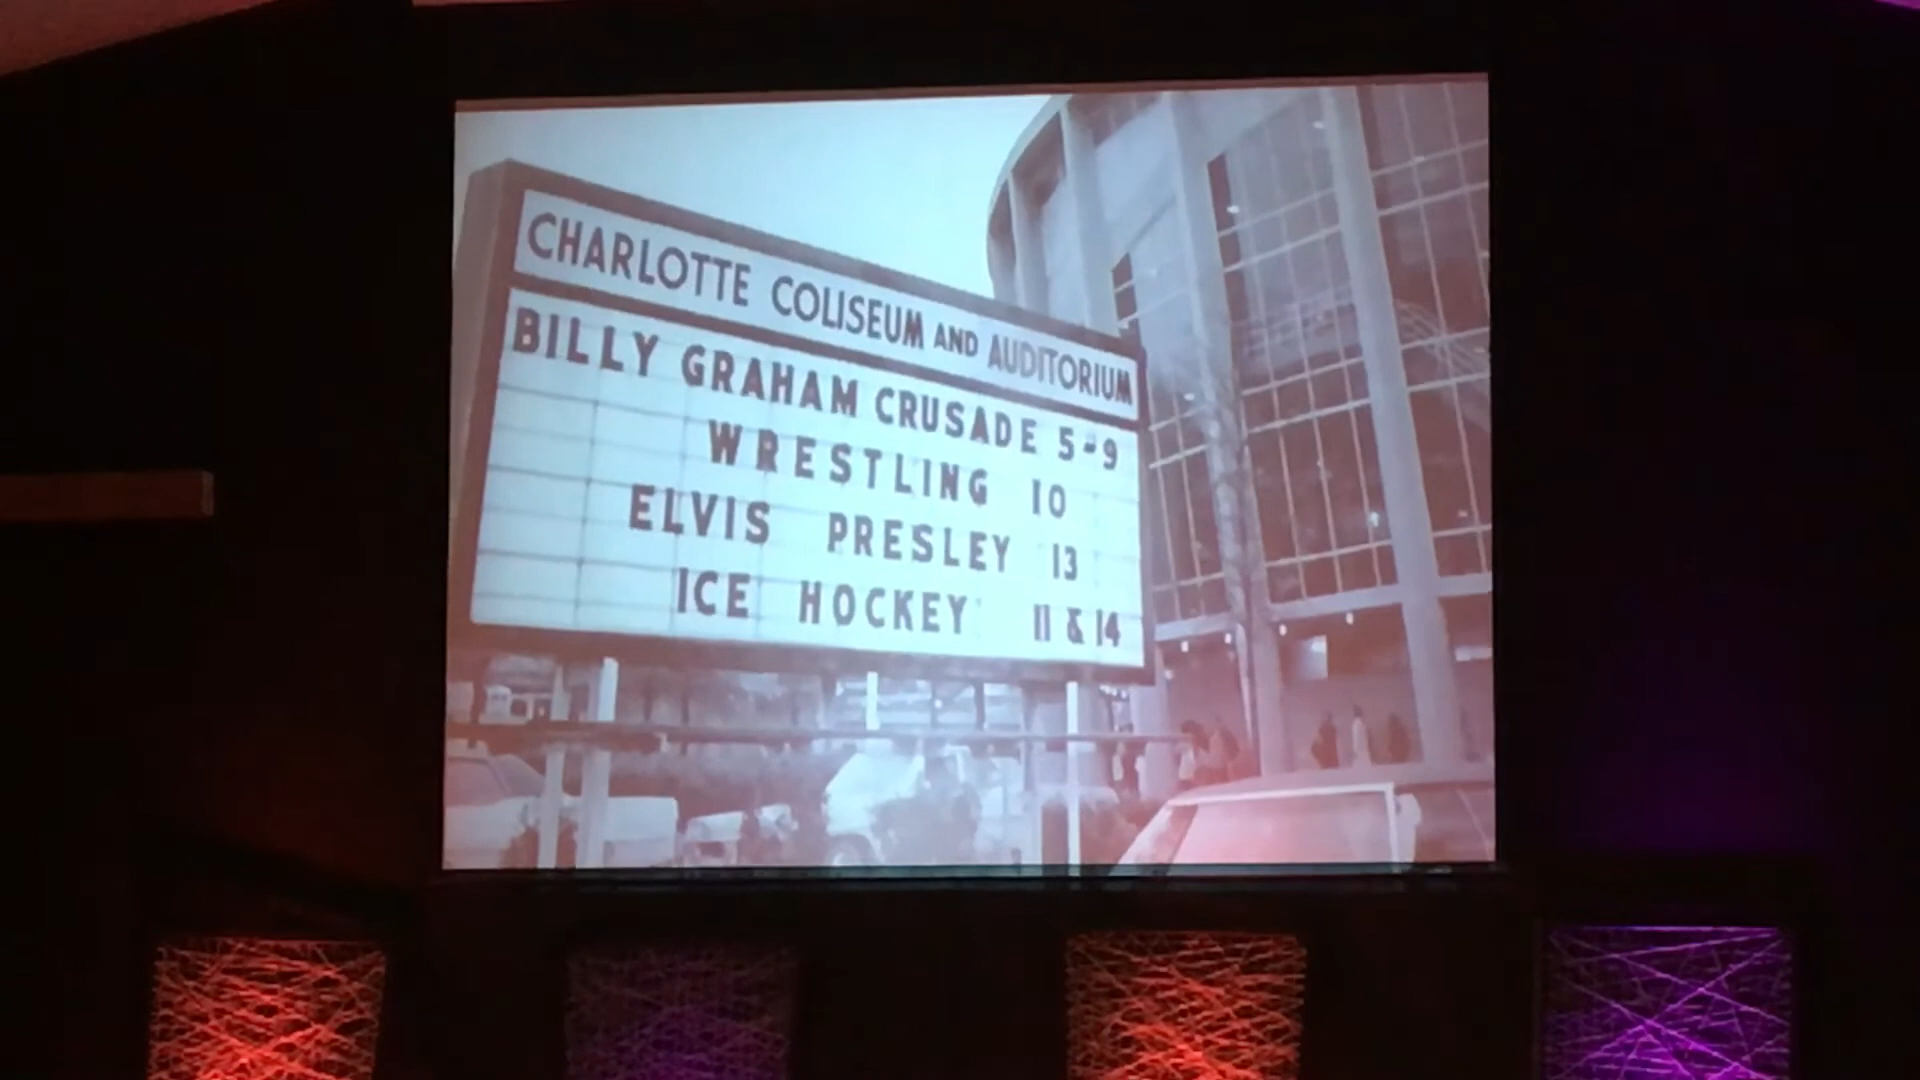 CHARLOTTE COLISEUM AND AUDITORIUM
BILLY GRAHAM CRUSADE 5-9
WRESTLING 10
ELVIS PRESLEY 13
ICE HOCKEY 11 & 14